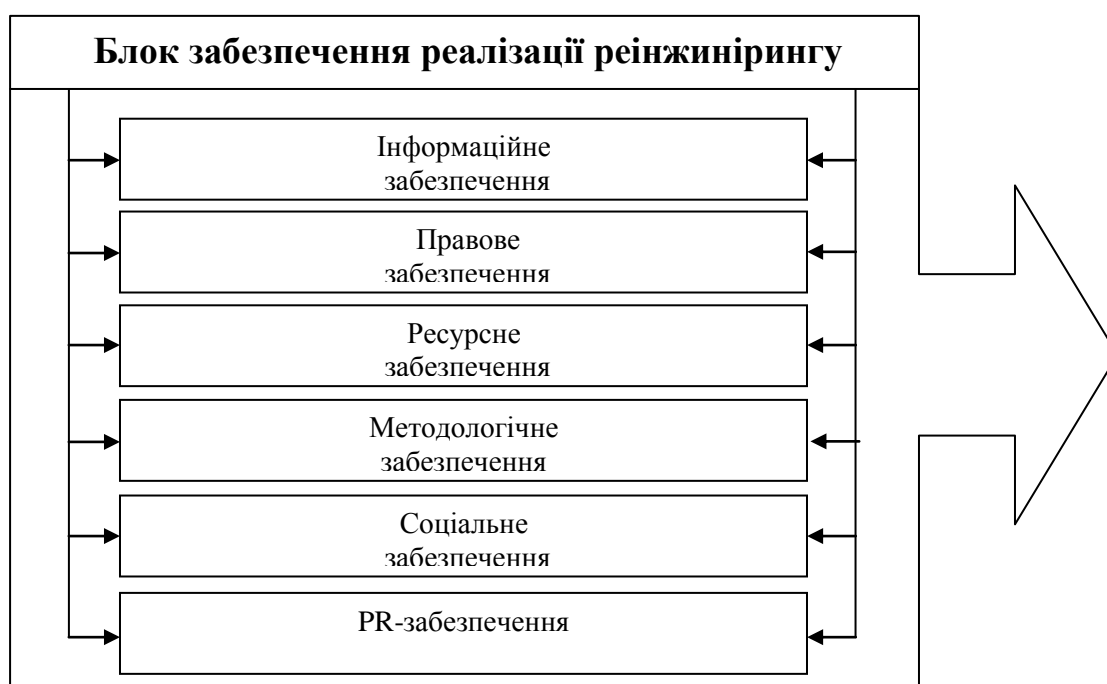 Блок забезпечення реалізації реінжинірингу
Інформаційне
забезпечення
Правове
забезпечення
Ресурсне
забезпечення
Методологічне
забезпечення
Соціальне
забезпечення
PR-забезпечення